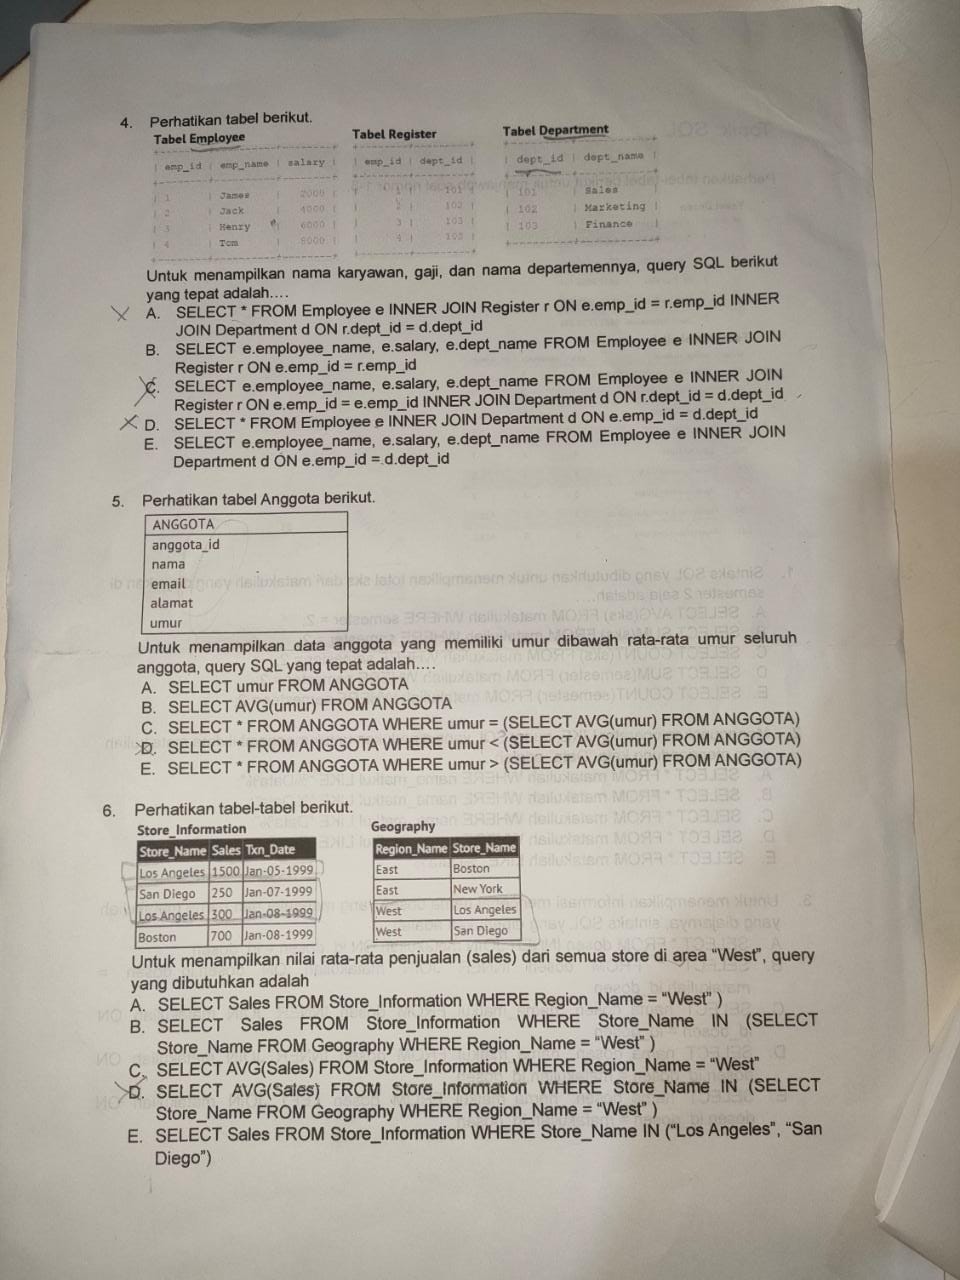 4. Perhatikan tabel berikut.
Tabel Employee Tabel Register Tabel Department
emp_id | emp_name | salary | emp_id | dept_id | dept_id | dept_name
1 | James | 2000 | 1 | 101 | 101 | Sales
2 | Jack | 4000 | 2 | 102 | 102 | Marketing
3 | Henry | 6000 | 3 | 103 | 103 | Finance
4 | Tom | 8000 | 4 | 103
Untuk menampilkan nama karyawan, gaji, dan nama departemennya, query SQL berikut
yang tepat adalah....
A. SELECT * FROM Employee e INNER JOIN Register r ON e.emp_id = r.emp_id INNER
JOIN Department d ON r.dept_id = d.dept_id
B. SELECT e.employee_name, e.salary, e.dept_name FROM Employee e INNER JOIN
Register r ON e.emp_id = r.emp_id
C. SELECT e.employee_name, e.salary, e.dept_name FROM Employee e INNER JOIN
Register r ON e.emp_id = e.emp_id INNER JOIN Department d ON r.dept_id = d.dept_id
D. SELECT * FROM Employee e INNER JOIN Department d ON e.emp_id = d.dept_id
E. SELECT e.employee_name, e.salary, e.dept_name FROM Employee e INNER JOIN
Department d ON e.emp_id = d.dept_id
5. Perhatikan tabel Anggota berikut.
ANGGOTA
anggota_id
nama
email
alamat
umur
Untuk menampilkan data anggota yang memiliki umur dibawah rata-rata umur seluruh
anggota, query SQL yang tepat adalah....
A. SELECT umur FROM ANGGOTA
B. SELECT AVG(umur) FROM ANGGOTA
C. SELECT * FROM ANGGOTA WHERE umur = (SELECT AVG(umur) FROM ANGGOTA)
D. SELECT * FROM ANGGOTA WHERE umur < (SELECT AVG(umur) FROM ANGGOTA)
E. SELECT * FROM ANGGOTA WHERE umur > (SELECT AVG(umur) FROM ANGGOTA)
6. Perhatikan tabel-tabel berikut.
Store_Information Geography
Store_Name Sales Txn_Date Region_Name Store_Name
Los Angeles 1500 Jan-05-1999 East Boston
San Diego 250 Jan-07-1999 East New York
Los Angeles 300 Jan-08-1999 West Los Angeles
Boston 700 Jan-08-1999 West San Diego
Untuk menampilkan nilai rata-rata penjualan (sales) dari semua store di area “West”, query
yang dibutuhkan adalah
A. SELECT Sales FROM Store_Information WHERE Region_Name = “West” )
B. SELECT Sales FROM Store_Information WHERE Store_Name IN (SELECT
Store_Name FROM Geography WHERE Region_Name = “West” )
C. SELECT AVG(Sales) FROM Store_Information WHERE Region_Name = “West”
D. SELECT AVG(Sales) FROM Store_Information WHERE Store_Name IN (SELECT
Store_Name FROM Geography WHERE Region_Name = “West” )
E. SELECT Sales FROM Store_Information WHERE Store_Name IN (“Los Angeles”, “San
Diego”)